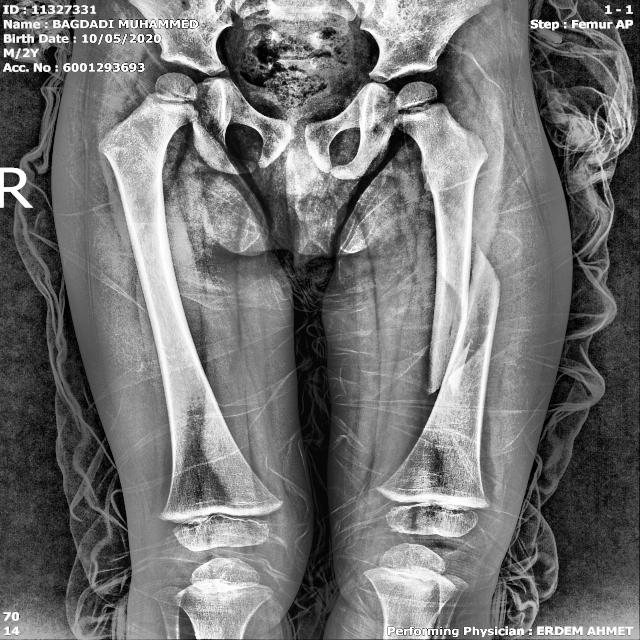 ID : 11327331
Name : BAGDADI MUHAMMED
Birth Date : 10/05/2020
M/2Y
Acc. No : 6001293693
1 - 1
Step : Femur AP
R
70
14
Performing Physician : ERDEM AHMET